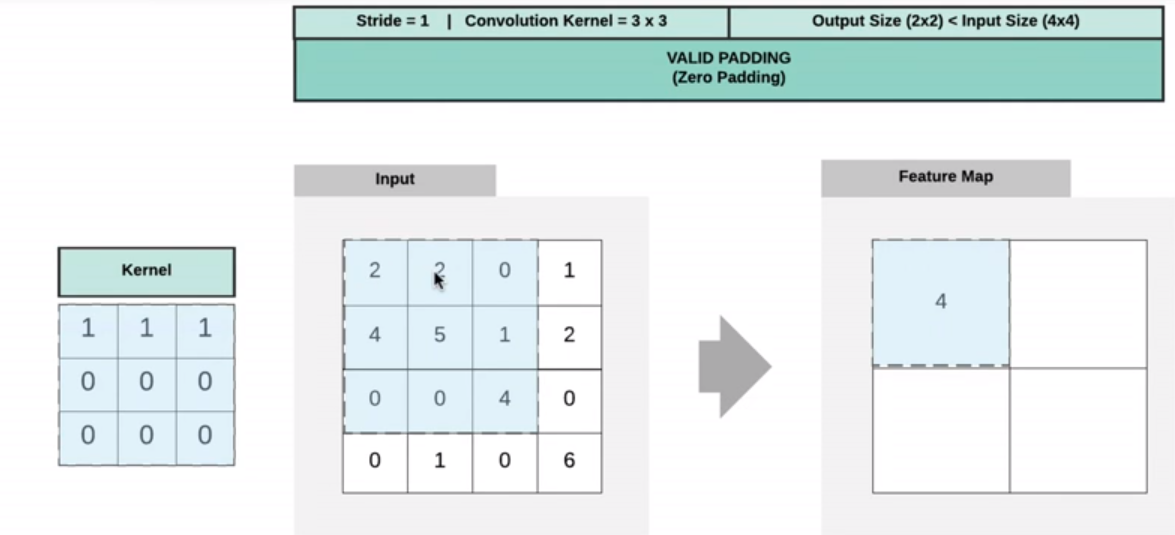 Stride = 1 | Convolution Kernel = 3 x 3 Output Size (2x2) < Input Size (4x4)
VALID PADDING
(Zero Padding)
Input
Feature Map
Kernel
1 1 1
0 0 0
0 0 0
2 2 0 1
4 5 1 2
0 0 4 0
0 1 0 6
4